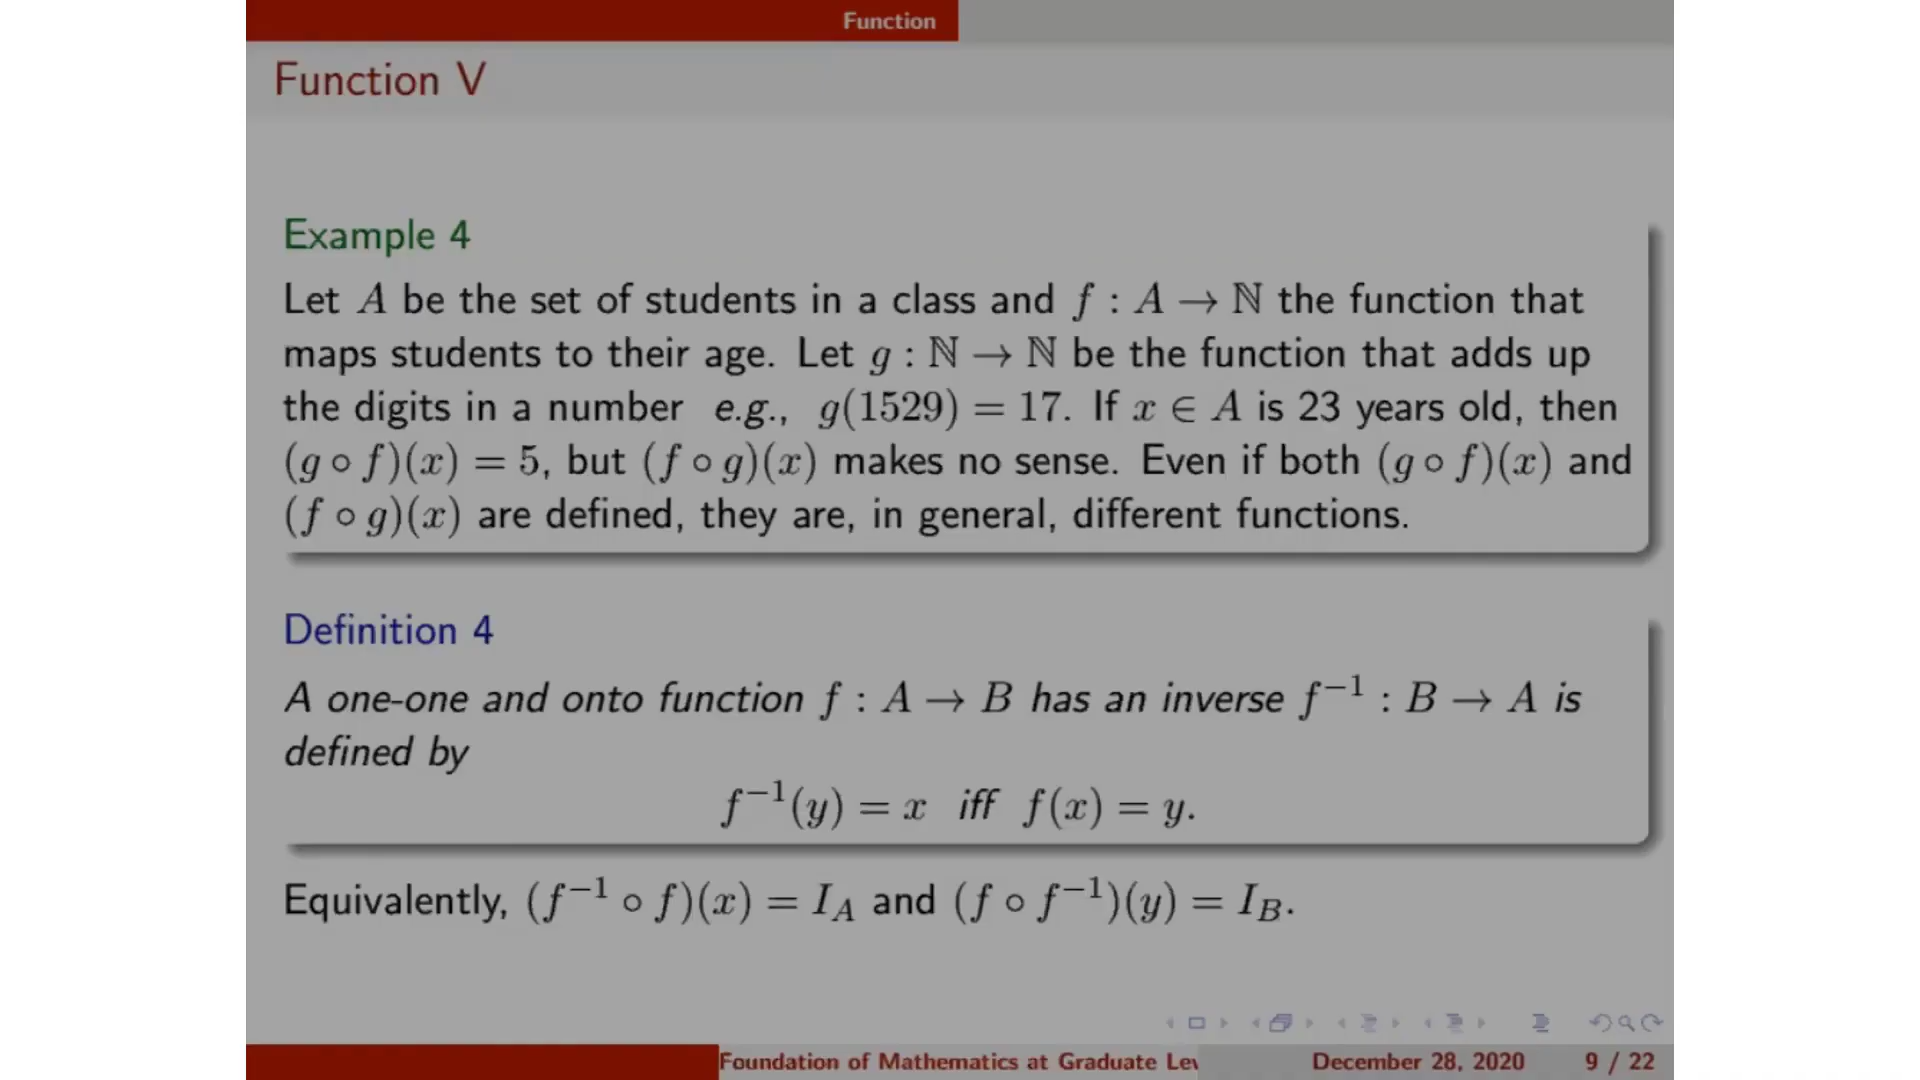 Function
Function V
Example 4
Let A be the set of students in a class and f : A → ℕ the function that
maps students to their age. Let g : ℕ → ℕ be the function that adds up
the digits in a number e.g., g(1529) = 17. If x ∈ A is 23 years old, then
(g ∘ f)(x) = 5, but (f ∘ g)(x) makes no sense. Even if both (g ∘ f)(x) and
(f ∘ g)(x) are defined, they are, in general, different functions.
Definition 4
A one-one and onto function f : A → B has an inverse f⁻¹ : B → A is
defined by
f⁻¹(y) = x iff f(x) = y.
Equivalently, (f⁻¹ ∘ f)(x) = I_A and (f ∘ f⁻¹)(y) = I_B.
Foundation of Mathematics at Graduate Lev December 28, 2020 9 / 22